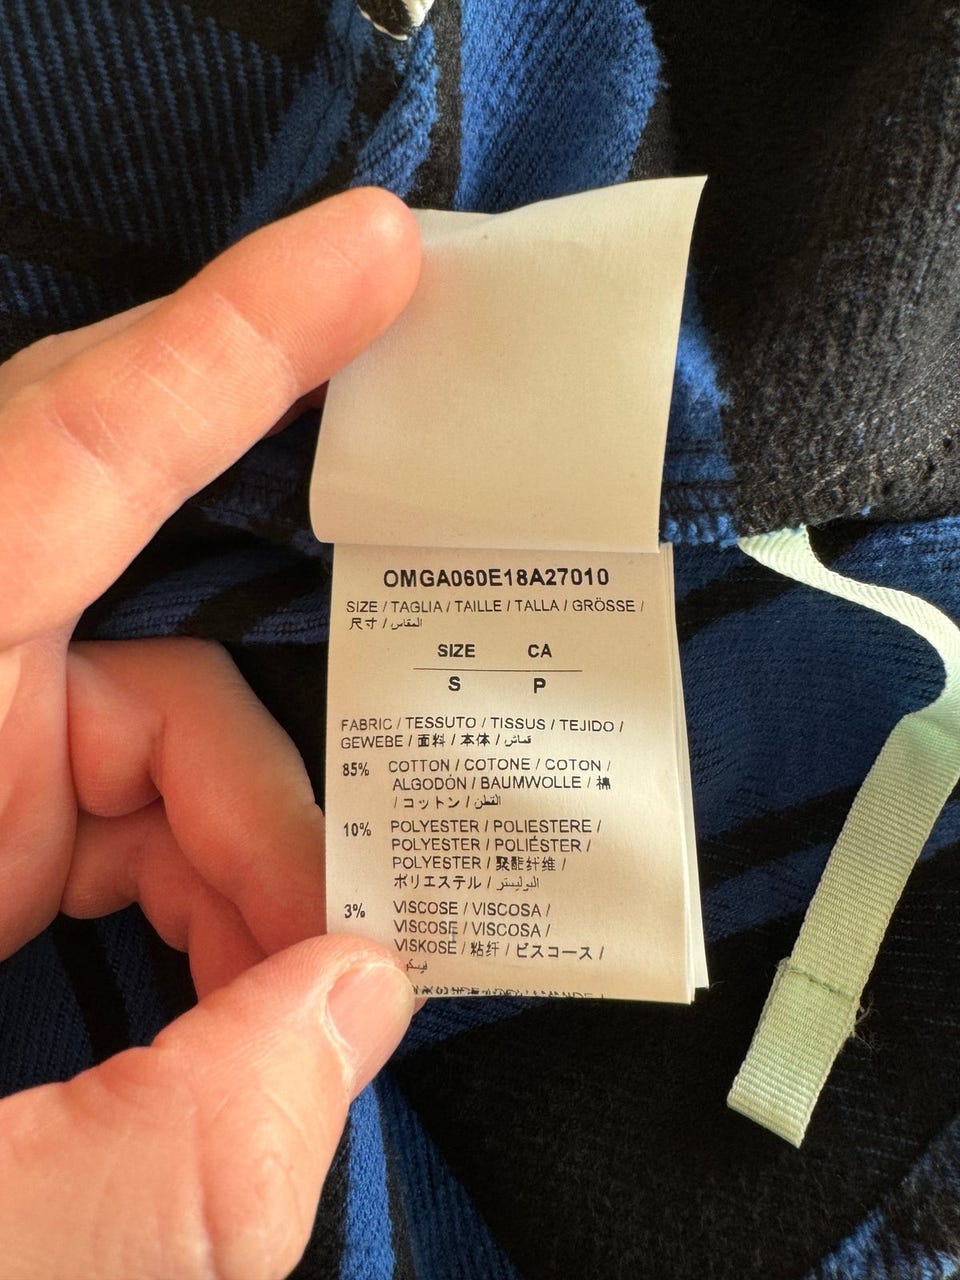 OMGA060E18A27010
SIZE / TAGLIA / TAILLE / TALLA / GRÖSSE /
尺寸 / المقاس
SIZE CA
S P
FABRIC / TESSUTO / TISSUS / TEJIDO /
GEWEBE / 面料 / 本体 / قماش
85% COTTON / COTONE / COTON /
ALGODÓN / BAUMWOLLE / 棉
/ コットン / القطن
10% POLYESTER / POLIESTERE /
POLYESTER / POLIÉSTER /
POLYESTER / 聚酯纤维 /
ポリエステル / البوليستر
3% VISCOSE / VISCOSA /
VISCOSE / VISCOSA /
VISKOSE / 粘纤 / ビスコース /